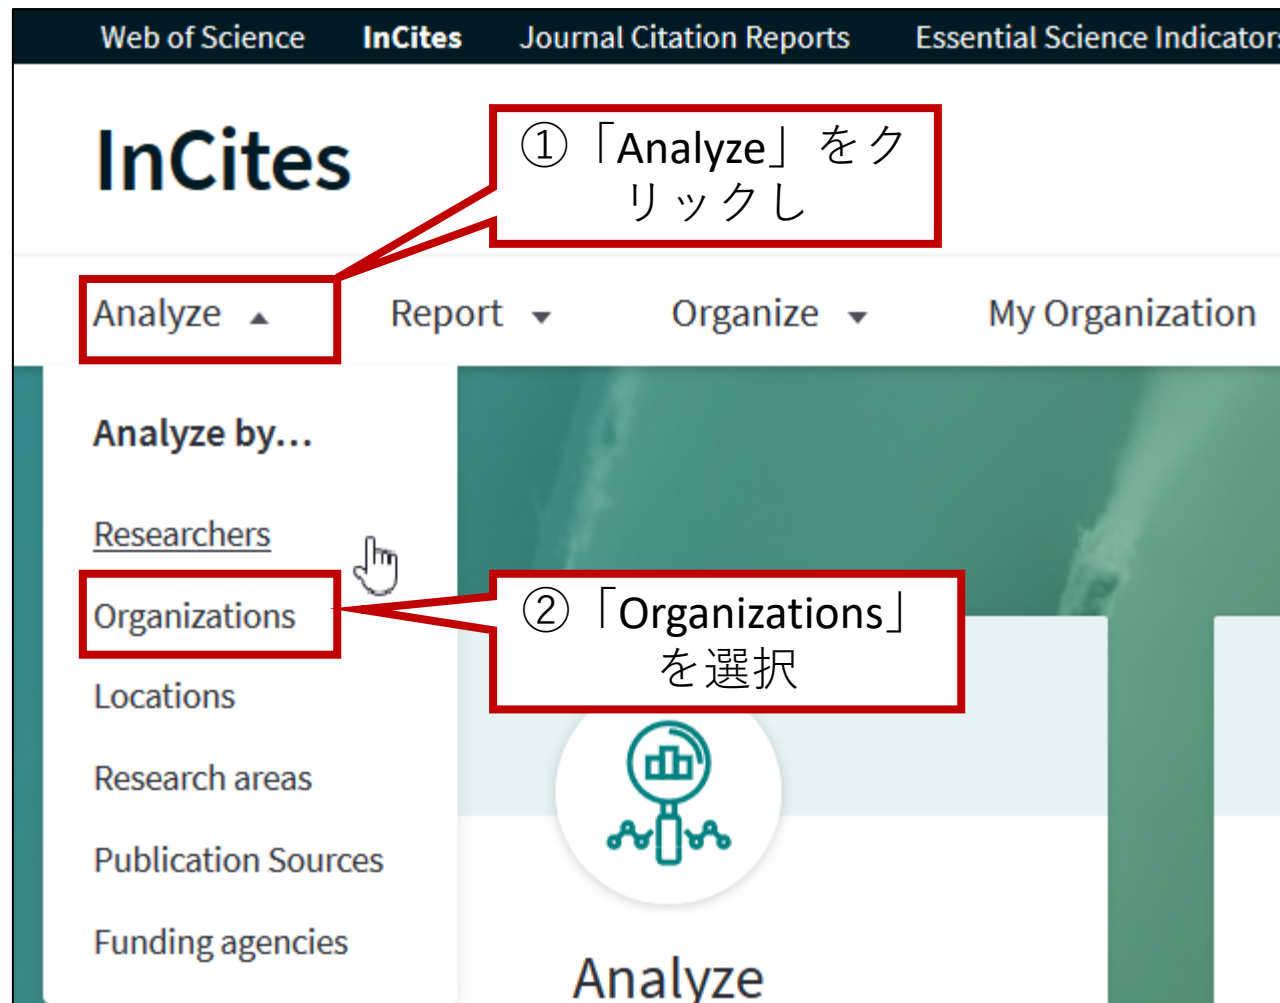 Web of Science InCites Journal Citation Reports Essential Science Indicators
InCites
①「Analyze」をク
リックし
Analyze Report Organize My Organization
Analyze by...
Researchers
Organizations
②「Organizations」
を選択
Locations
Research areas
Publication Sources
Funding agencies
Analyze